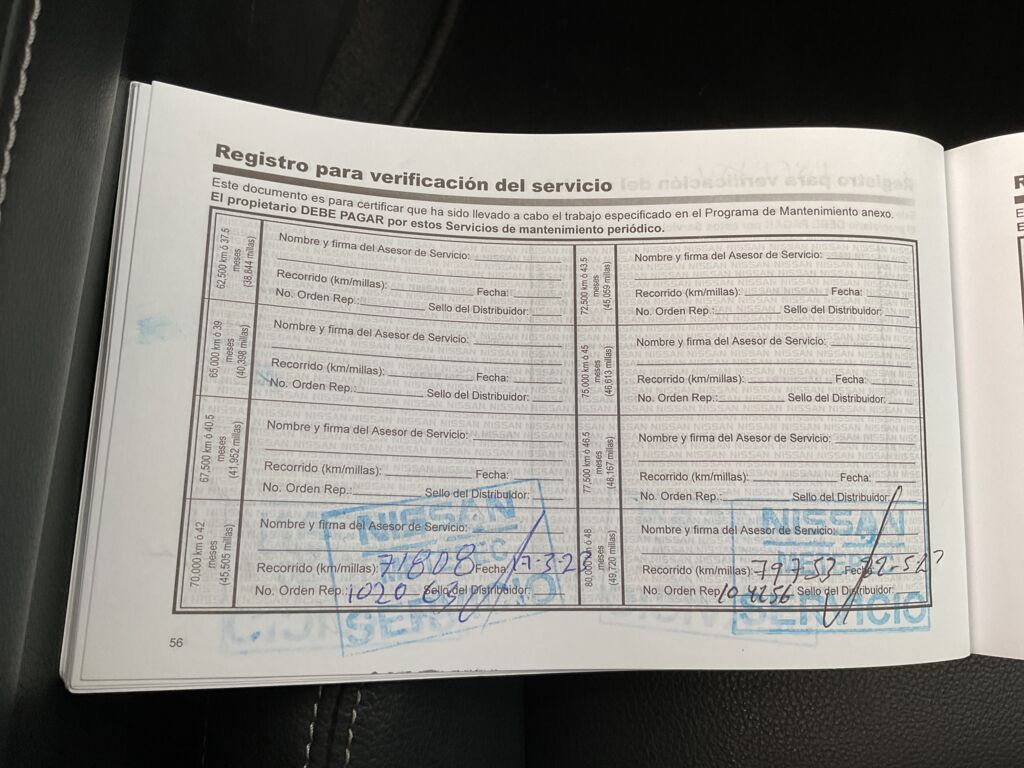 Registro para verificación del servicio
Este documento es para certificar que ha sido llevado a cabo el trabajo especificado en el Programa de Mantenimiento anexo.
El propietario DEBE PAGAR por estos Servicios de mantenimiento periódico.
62,500 km ó 37.5
meses
(38,844 millas)
Nombre y firma del Asesor de Servicio:
Recorrido (km/millas): Fecha:
No. Orden Rep.: Sello del Distribuidor:
65,000 km ó 39
meses
(40,398 millas)
Nombre y firma del Asesor de Servicio:
Recorrido (km/millas): Fecha:
No. Orden Rep.: Sello del Distribuidor:
67,500 km ó 40.5
meses
(41,952 millas)
Nombre y firma del Asesor de Servicio:
Recorrido (km/millas): Fecha:
No. Orden Rep.: Sello del Distribuidor:
70,000 km ó 42
meses
(45,505 millas)
Nombre y firma del Asesor de Servicio:
Recorrido (km/millas): 71808 Fecha
No. Orden Rep.: 102063 Sello del Distribuidor:
NISSAN
SERVICIO
72,500 km ó 43.5
meses
(45,059 millas)
Nombre y firma del Asesor de Servicio:
Recorrido (km/millas): Fecha:
No. Orden Rep.: Sello del Distribuidor:
75,000 km ó 45
meses
(46,613 millas)
Nombre y firma del Asesor de Servicio:
Recorrido (km/millas): Fecha:
No. Orden Rep.: Sello del Distribuidor:
77,500 km ó 46.5
meses
(48,167 millas)
Nombre y firma del Asesor de Servicio:
Recorrido (km/millas): Fecha:
No. Orden Rep.: Sello del Distribuidor:
80,000 km ó 48
meses
(49,720 millas)
Nombre y firma del Asesor de Servicio:
Recorrido (km/millas): 79753
No. Orden Rep.: 104256 Sello del Distribuidor:
NISSAN
SERVICIO
56